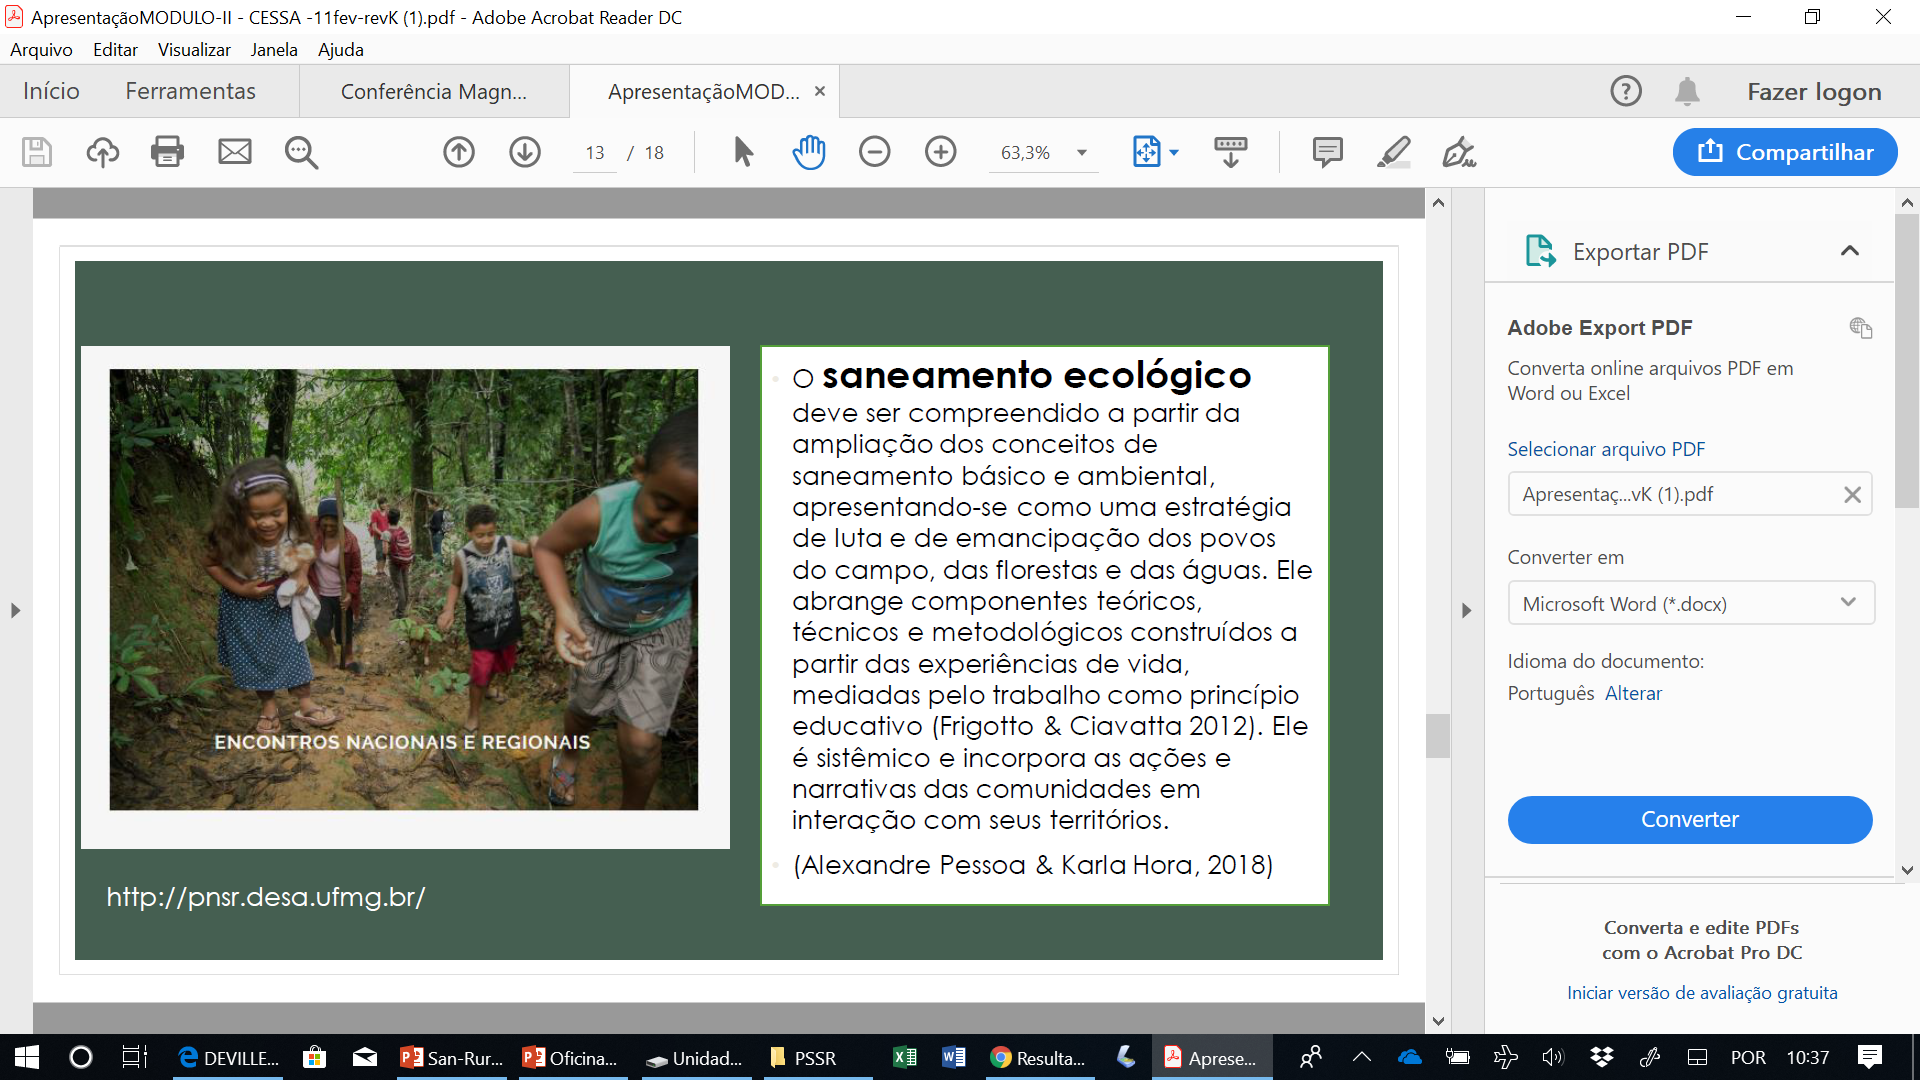 ApresentaçãoMODULO-II - CESSA -11fev-revK (1).pdf - Adobe Acrobat Reader DC
Arquivo Editar Visualizar Janela Ajuda
Início Ferramentas Conferência Magn... ApresentaçãoMOD... Fazer logon
13 / 18 63,3% Compartilhar
O saneamento ecológico
deve ser compreendido a partir da
ampliação dos conceitos de
saneamento básico e ambiental,
apresentando-se como uma estratégia
de luta e de emancipação dos povos
do campo, das florestas e das águas. Ele
abrange componentes teóricos,
técnicos e metodológicos construídos a
partir das experiências de vida,
mediadas pelo trabalho como princípio
educativo (Frigotto & Ciavatta 2012). Ele
é sistêmico e incorpora as ações e
narrativas das comunidades em
interação com seus territórios.
(Alexandre Pessoa & Karla Hora, 2018)
ENCONTROS NACIONAIS E REGIONAIS
http://pnsr.desa.ufmg.br/
Exportar PDF
Adobe Export PDF
Converta online arquivos PDF em
Word ou Excel
Selecionar arquivo PDF
Apresentaç...vK (1).pdf
Converter em
Microsoft Word (*.docx)
Idioma do documento:
Português Alterar
Converter
Converta e edite PDFs
com o Acrobat Pro DC
Iniciar versão de avaliação gratuita
DEVILLE... San-Rur... Oficina... Unidad... PSSR Resulta... Aprese... POR 10:37